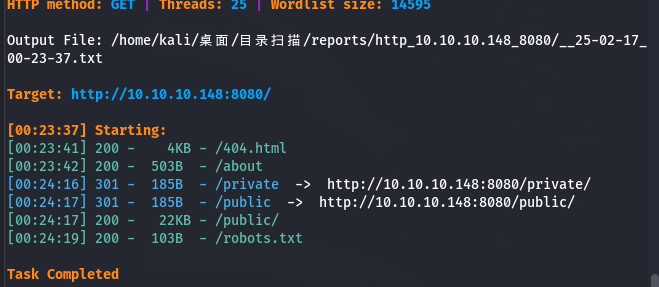 HTTP method: GET | Threads: 25 | Wordlist size: 14595
Output File: /home/kali/桌面/目录扫描/reports/http_10.10.10.148_8080/__25-02-17_
00-23-37.txt
Target: http://10.10.10.148:8080/
[00:23:37] Starting:
[00:23:41] 200 -    4KB - /404.html
[00:23:42] 200 -  503B  - /about
[00:24:16] 301 -  185B  - /private  ->  http://10.10.10.148:8080/private/
[00:24:17] 301 -  185B  - /public  ->  http://10.10.10.148:8080/public/
[00:24:17] 200 -   22KB - /public/
[00:24:19] 200 -  103B  - /robots.txt
Task Completed